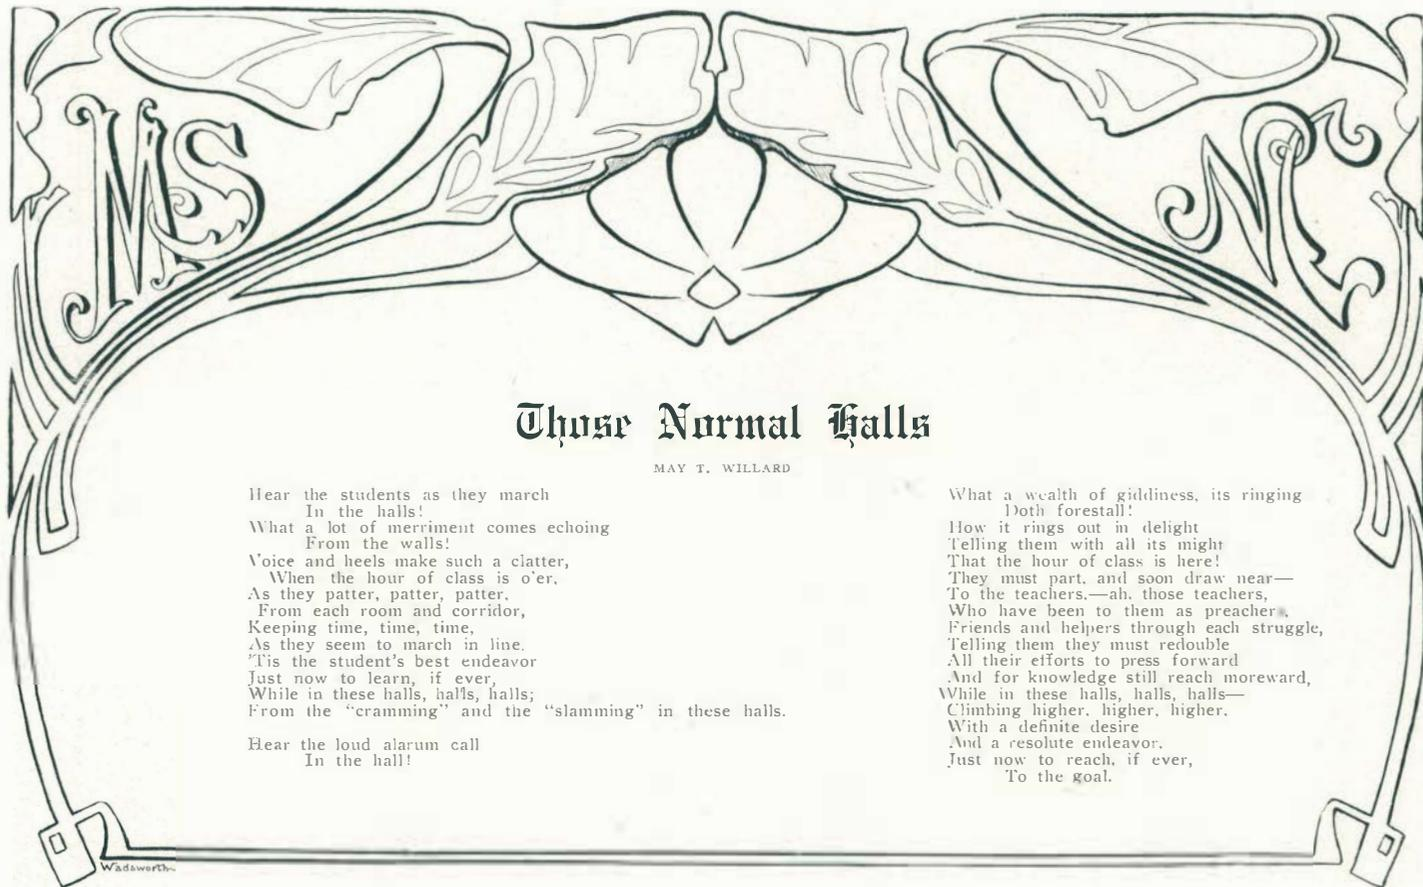 MS
NC
Those Normal Halls
MAY T. WILLARD
Hear the students as they march
In the halls!
What a lot of merriment comes echoing
From the walls!
Voice and heels make such a clatter,
When the hour of class is o'er,
As they patter, patter, patter,
From each room and corridor,
Keeping time, time, time,
As they seem to march in line.
'Tis the student's best endeavor
Just now to learn, if ever,
While in these halls, halls, halls;
From the “cramming” and the “slamming” in these halls.
Hear the loud alarum call
In the hall!
What a wealth of giddiness, its ringing
Doth forestall!
How it rings out in delight
Telling them with all its might
That the hour of class is here!
They must part, and soon draw near—
To the teachers,—ah, those teachers,
Who have been to them as preachers,
Friends and helpers through each struggle,
Telling them they must redouble
All their efforts to press forward
And for knowledge still reach moreward,
While in these halls, halls, halls—
Climbing higher, higher, higher,
With a definite desire
And a resolute endeavor,
Just now to reach, if ever,
To the goal.
Wadsworth